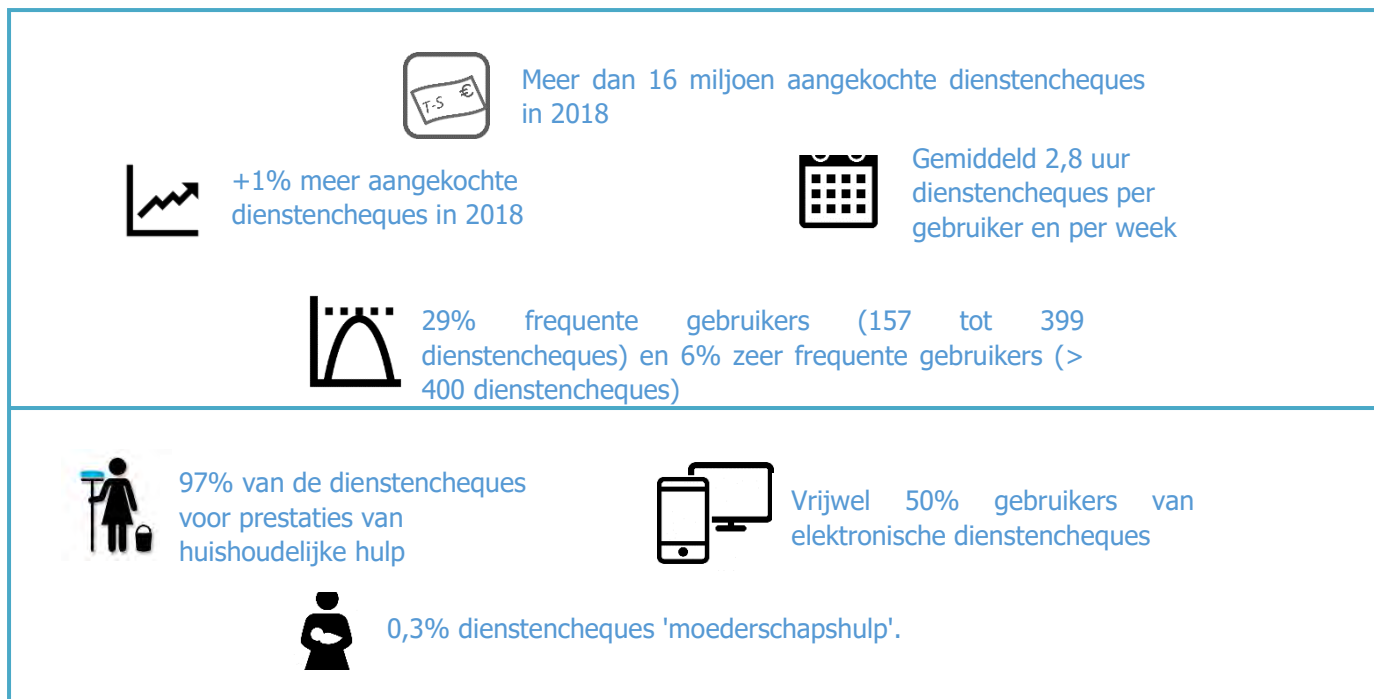 T-S €
Meer dan 16 miljoen aangekochte dienstencheques
in 2018
+1% meer aangekochte
dienstencheques in 2018
Gemiddeld 2,8 uur
dienstencheques per
gebruiker en per week
29% frequente gebruikers (157 tot 399
dienstencheques) en 6% zeer frequente gebruikers (>
400 dienstencheques)
97% van de dienstencheques
voor prestaties van
huishoudelijke hulp
Vrijwel 50% gebruikers van
elektronische dienstencheques
0,3% dienstencheques 'moederschapshulp'.